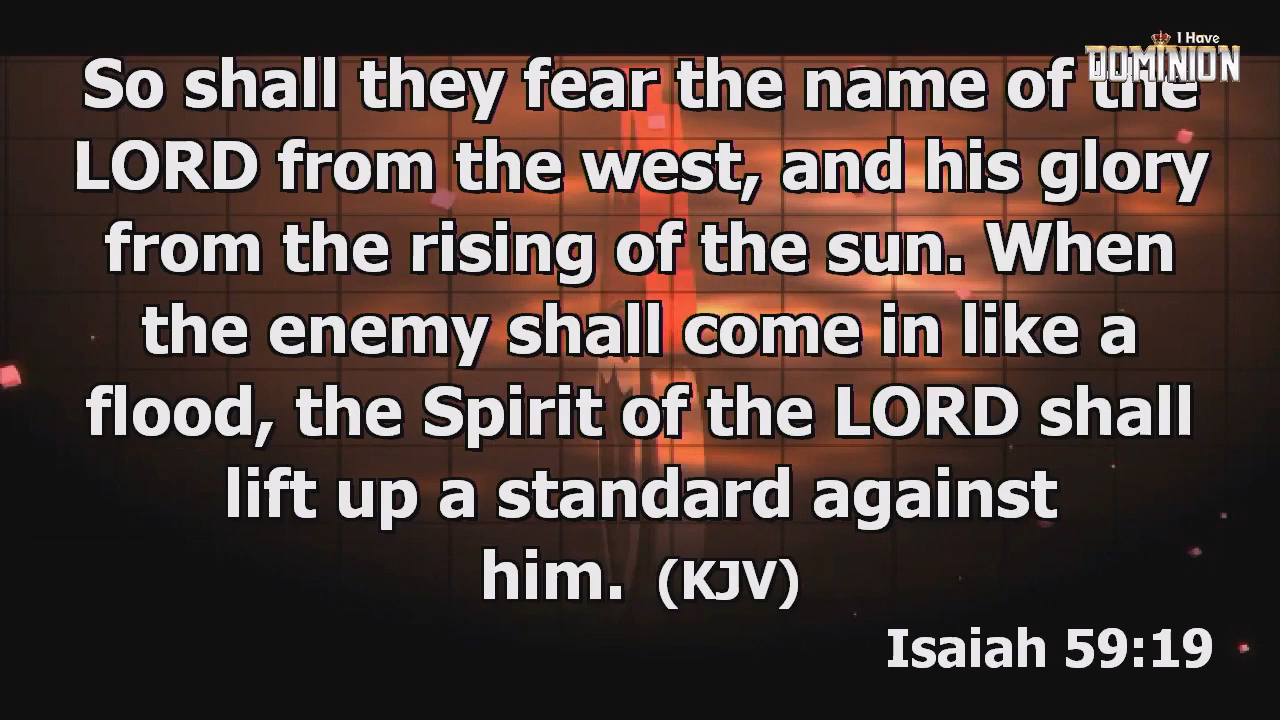 I Have
DOMINION
So shall they fear the name of the
LORD from the west, and his glory
from the rising of the sun. When
the enemy shall come in like a
flood, the Spirit of the LORD shall
lift up a standard against
him. (KJV)
Isaiah 59:19